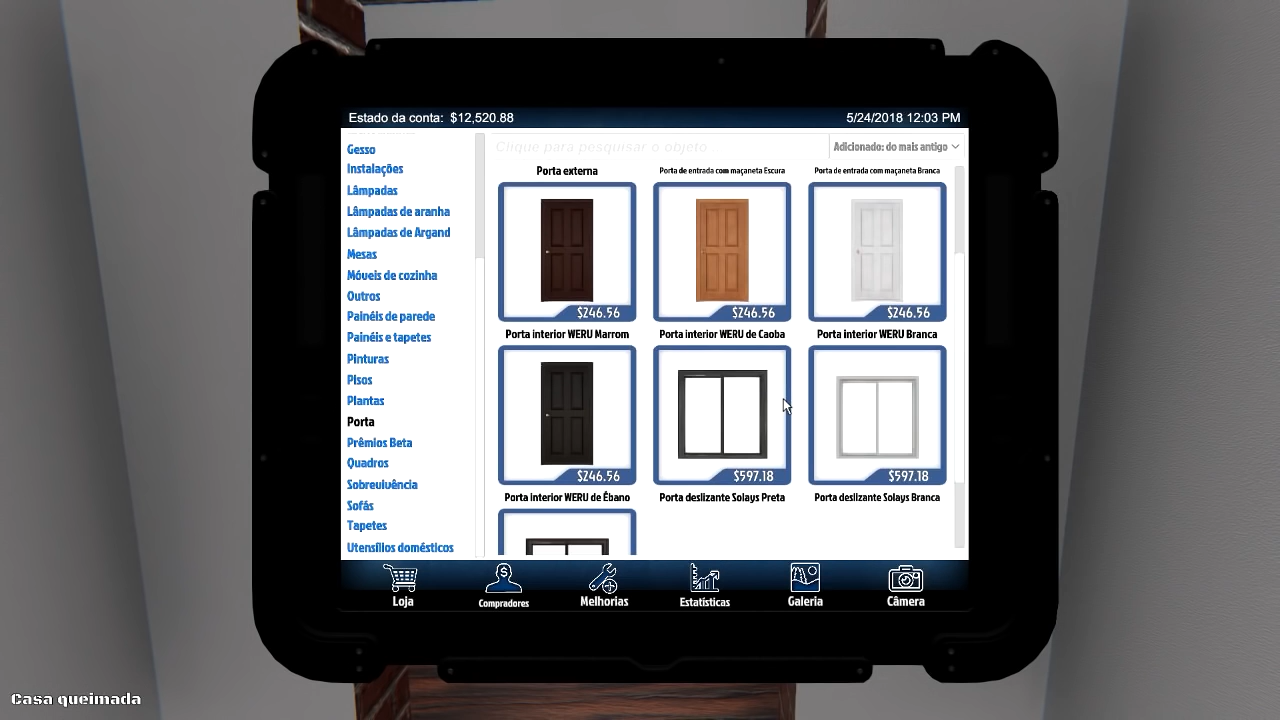 Estado da conta: $12,520.88
5/24/2018 12:03 PM
Clique para pesquisar o objeto...
Adicionado: do mais antigo
Gesso
Instalações
Lâmpadas
Lâmpadas de aranha
Lâmpadas de Argand
Mesas
Móveis de cozinha
Outros
Painéis de parede
Painéis e tapetes
Pinturas
Pisos
Plantas
Porta
Prêmios Beta
Quadros
Sobrevivência
Sofás
Tapetes
Utensílios domésticos
Porta externa
Porta de entrada com maçaneta Escura
Porta de entrada com maçaneta Branca
$246.56
$246.56
$246.56
Porta interior WERU Marrom
Porta interior WERU de Caoba
Porta interior WERU Branca
$246.56
$597.18
$597.18
Porta interior WERU de Ébano
Porta deslizante Solays Preta
Porta deslizante Solays Branca
Loja
Compradores
Melhorias
Estatísticas
Galeria
Câmera
Casa queimada